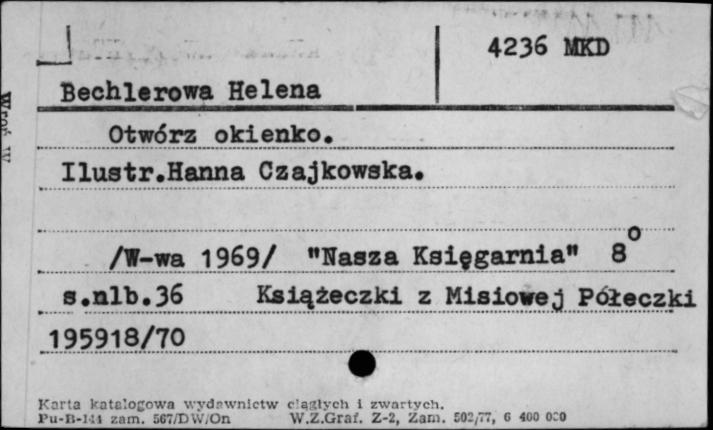 4236 MKD
Bechlerowa Helena
Otwórz okienko.
Ilustr.Hanna Czajkowska.
/W-wa 1969/ "Nasza Księgarnia" 8°
s.nlb.36 Książeczki z Misiowej Półeczki
195918/70
Karta katalogowa wydawnictw ciągłych i zwartych.
Pu-B-144 zam. 567/DW/On W.Z.Graf. Z-2, Zam. 502/77, 6 400 000